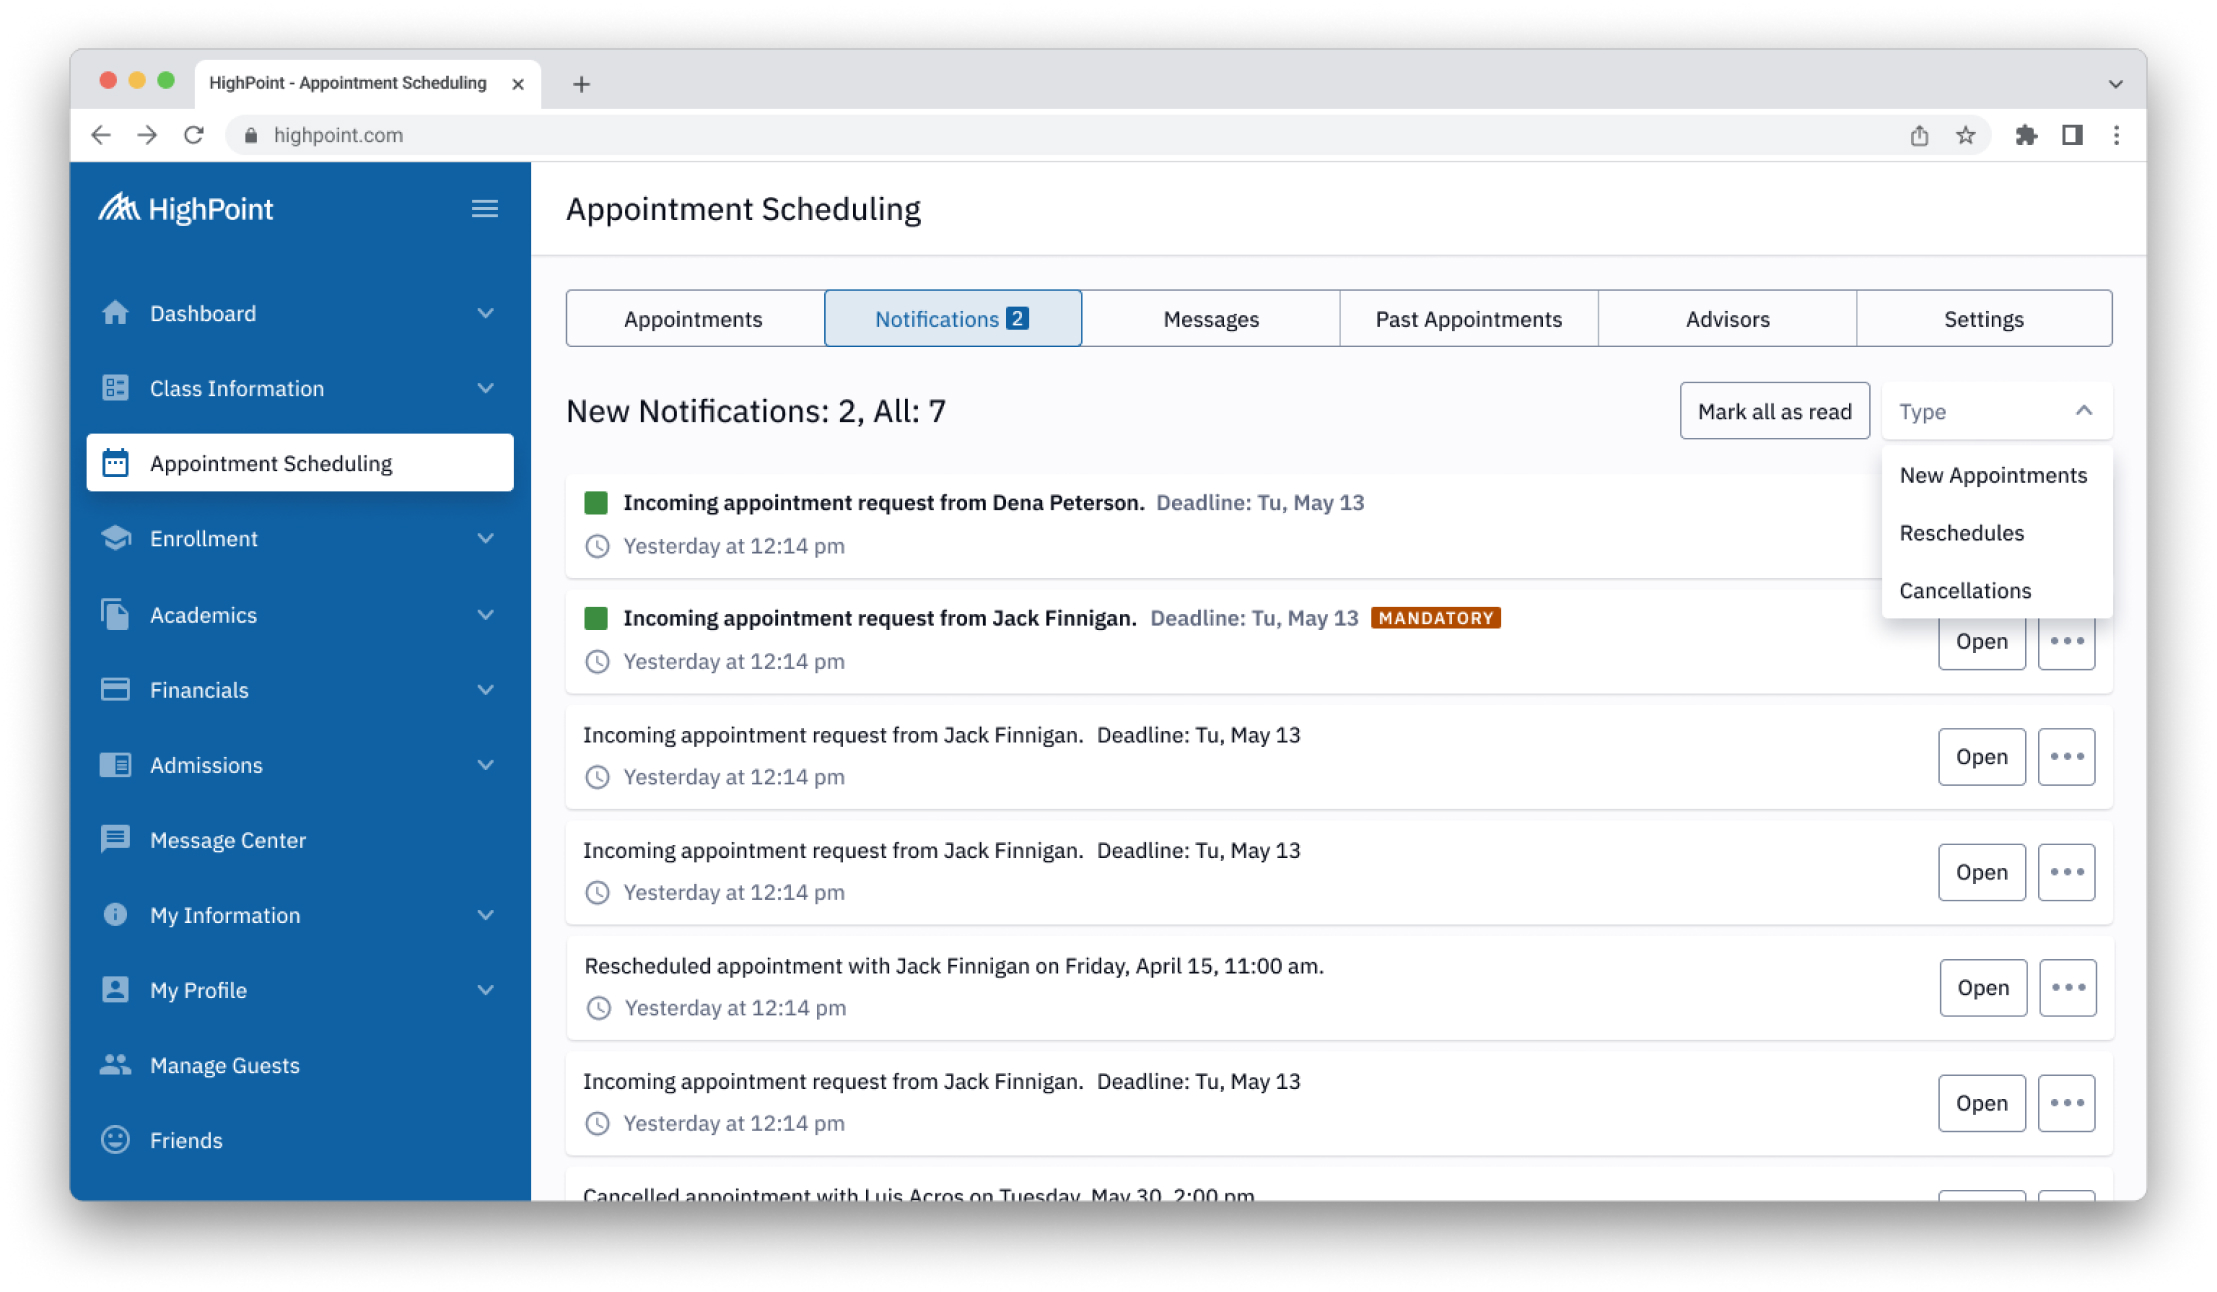 HighPoint - Appointment Scheduling
highpoint.com
HighPoint
Dashboard
Class Information
Appointment Scheduling
Enrollment
Academics
Financials
Admissions
Message Center
My Information
My Profile
Manage Guests
Friends
Appointment Scheduling
Appointments
Notifications 2
Messages
Past Appointments
Advisors
Settings
New Notifications: 2, All: 7
Mark all as read
Type
New Appointments
Reschedules
Cancellations
Incoming appointment request from Dena Peterson. Deadline: Tu, May 13
Yesterday at 12:14 pm
Incoming appointment request from Jack Finnigan. Deadline: Tu, May 13 MANDATORY
Yesterday at 12:14 pm
Open
Incoming appointment request from Jack Finnigan. Deadline: Tu, May 13
Yesterday at 12:14 pm
Open
Incoming appointment request from Jack Finnigan. Deadline: Tu, May 13
Yesterday at 12:14 pm
Open
Rescheduled appointment with Jack Finnigan on Friday, April 15, 11:00 am.
Yesterday at 12:14 pm
Open
Incoming appointment request from Jack Finnigan. Deadline: Tu, May 13
Yesterday at 12:14 pm
Open
Cancelled appointment with Luis Acros on Tuesday, May 30, 2:00 pm